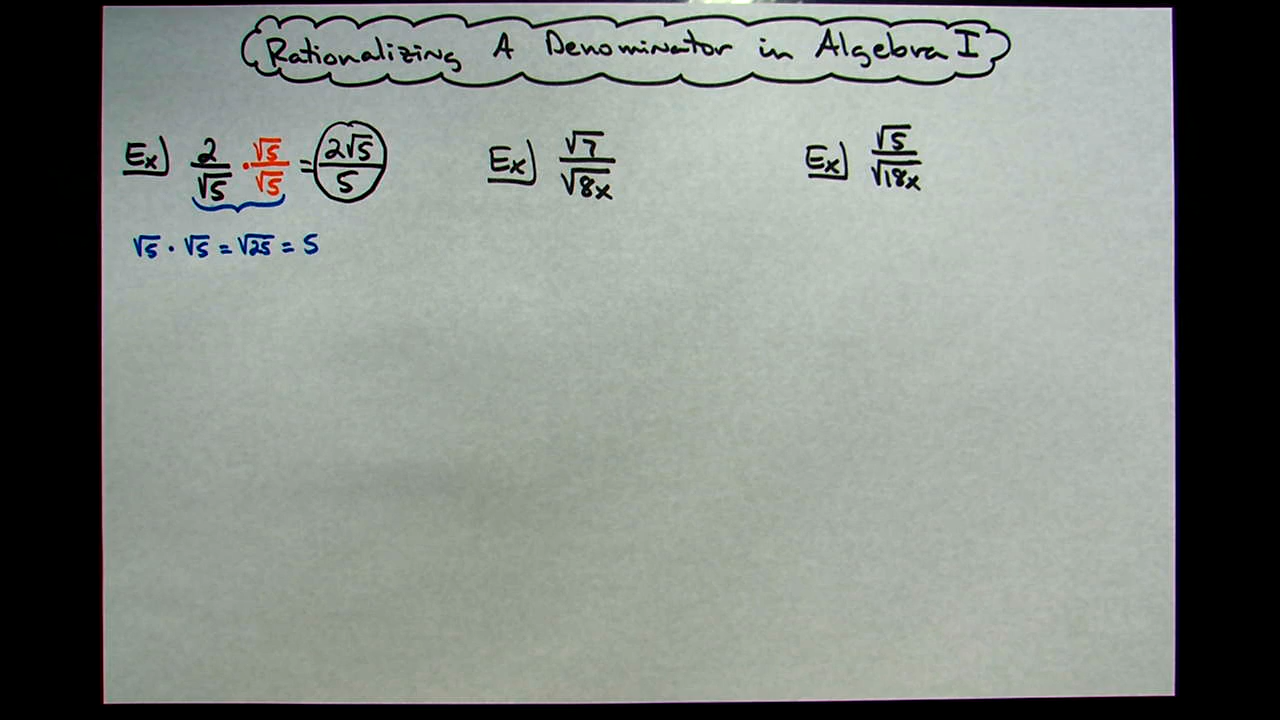 Rationalizing A Denominator in Algebra I
Ex) 2/√5 · √5/√5 = 2√5/5
√5 · √5 = √25 = 5
Ex) √7/√8x
Ex) √5/√18x